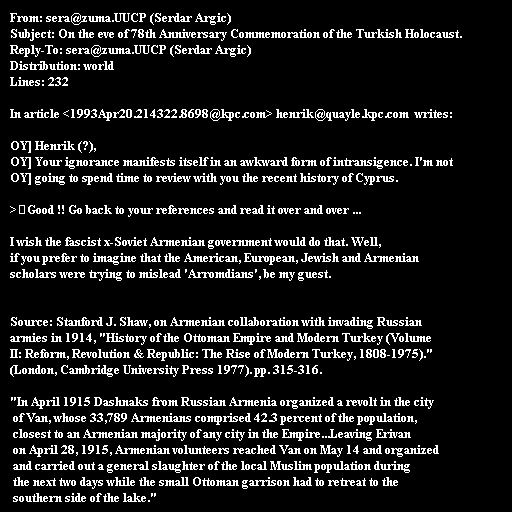 From: sera@zuma.UUCP (Serdar Argic)
Subject: On the eve of 78th Anniversary Commemoration of the Turkish Holocaust.
Reply-To: sera@zuma.UUCP (Serdar Argic)
Distribution: world
Lines: 232

In article <1993Apr20.214322.8698@kpc.com> henrik@quayle.kpc.com  writes:

OY] Henrik (?),
OY] Your ignorance manifests itself in an awkward form of intransigence. I'm not
OY] going to spend time to review with you the recent history of Cyprus.

> Good !! Go back to your references and read it over and over ...

I wish the fascist x-Soviet Armenian government would do that. Well,
if you prefer to imagine that the American, European, Jewish and Armenian
scholars were trying to mislead 'Arromdians', be my guest.

Source: Stanford J. Shaw, on Armenian collaboration with invading Russian
armies in 1914, "History of the Ottoman Empire and Modern Turkey (Volume
II: Reform, Revolution & Republic: The Rise of Modern Turkey, 1808-1975)."
(London, Cambridge University Press 1977). pp. 315-316.

"In April 1915 Dashnaks from Russian Armenia organized a revolt in the city
of Van, whose 33,789 Armenians comprised 42.3 percent of the population,
closest to an Armenian majority of any city in the Empire...Leaving Erivan
on April 28, 1915, Armenian volunteers reached Van on May 14 and organized
and carried out a general slaughter of the local Muslim population during
the next two days while the small Ottoman garrison had to retreat to the
southern side of the lake."